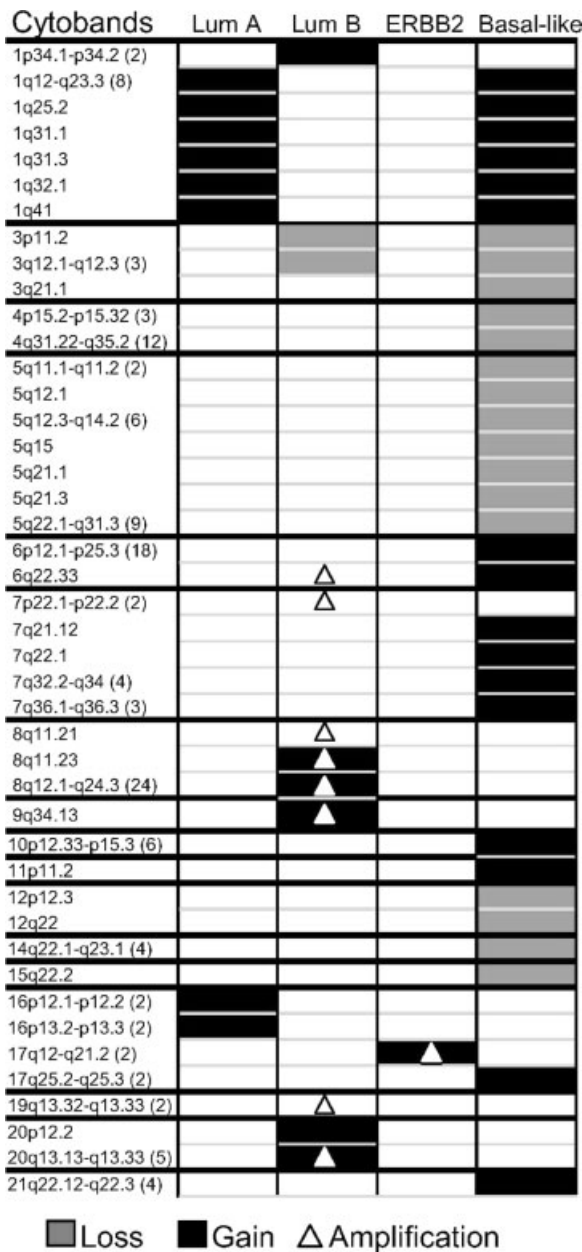 Cytobands Lum A Lum B ERBB2 Basal-like
1p34.1-p34.2 (2)
1q12-q23.3 (8)
1q25.2
1q31.1
1q31.3
1q32.1
1q41
3p11.2
3q12.1-q12.3 (3)
3q21.1
4p15.2-p15.32 (3)
4q31.22-q35.2 (12)
5q11.1-q11.2 (2)
5q12.1
5q12.3-q14.2 (6)
5q15
5q21.1
5q21.3
5q22.1-q31.3 (9)
6p12.1-p25.3 (18)
6q22.33
7p22.1-p22.2 (2)
7q21.12
7q22.1
7q32.2-q34 (4)
7q36.1-q36.3 (3)
8q11.21
8q11.23
8q12.1-q24.3 (24)
9q34.13
10p12.33-p15.3 (6)
11p11.2
12p12.3
12q22
14q22.1-q23.1 (4)
15q22.2
16p12.1-p12.2 (2)
16p13.2-p13.3 (2)
17q12-q21.2 (2)
17q25.2-q25.3 (2)
19q13.32-q13.33 (2)
20p12.2
20q13.13-q13.33 (5)
21q22.12-q22.3 (4)
Loss Gain Amplification